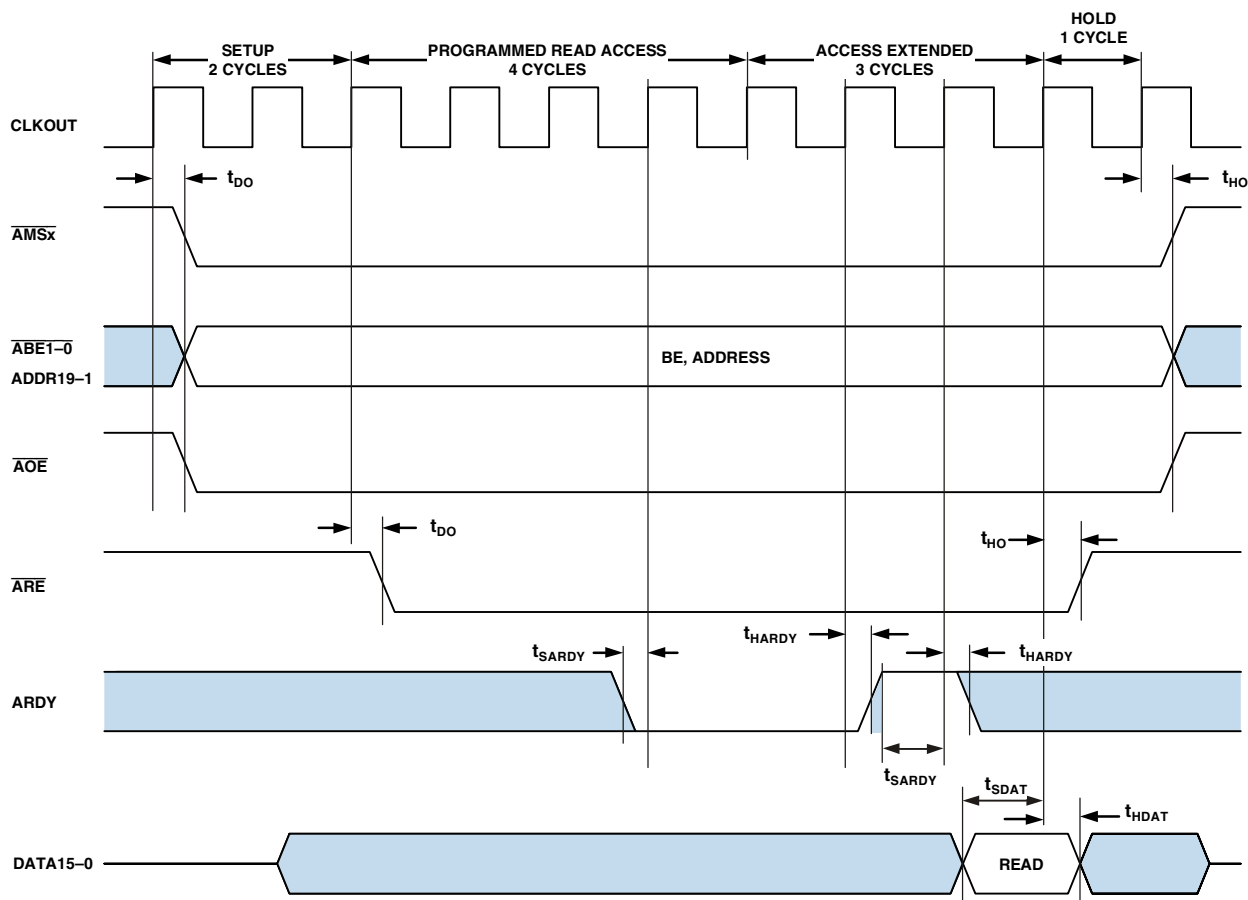 SETUP
2 CYCLES
PROGRAMMED READ ACCESS
4 CYCLES
ACCESS EXTENDED
3 CYCLES
HOLD
1 CYCLE
CLKOUT
tDO
tHO
AMSx
ABE1–0
BE, ADDRESS
ADDR19–1
AOE
tDO
tHO
ARE
tSARDY
tHARDY
tHARDY
ARDY
tSARDY
tSDAT
tHDAT
DATA15–0
READ